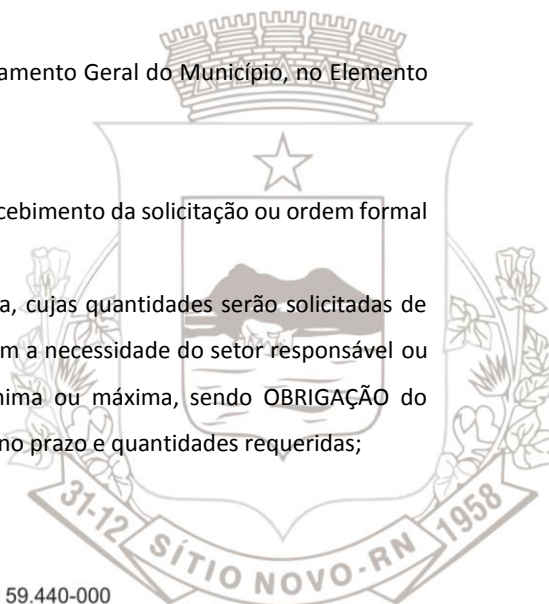 amento Geral do Município, no Elemento
cebimento da solicitação ou ordem formal
a, cujas quantidades serão solicitadas de
m a necessidade do setor responsável ou
nima ou máxima, sendo OBRIGAÇÃO do
no prazo e quantidades requeridas;
31-12 SÍTIO NOVO-RN 1958
59.440-000